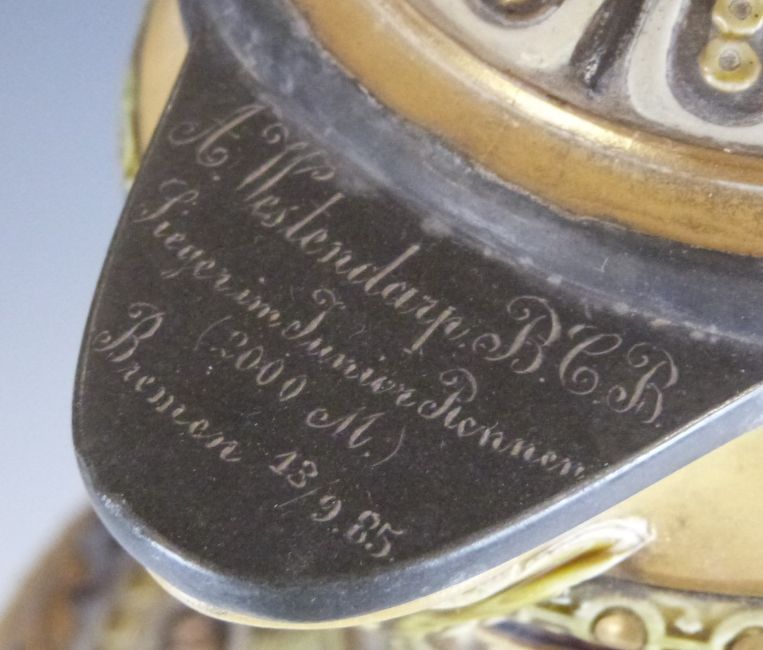 A. Westendarp. B.C.B.
Sieger im Junior Rennen
(2000 M.)
Bremen 13/9.85.